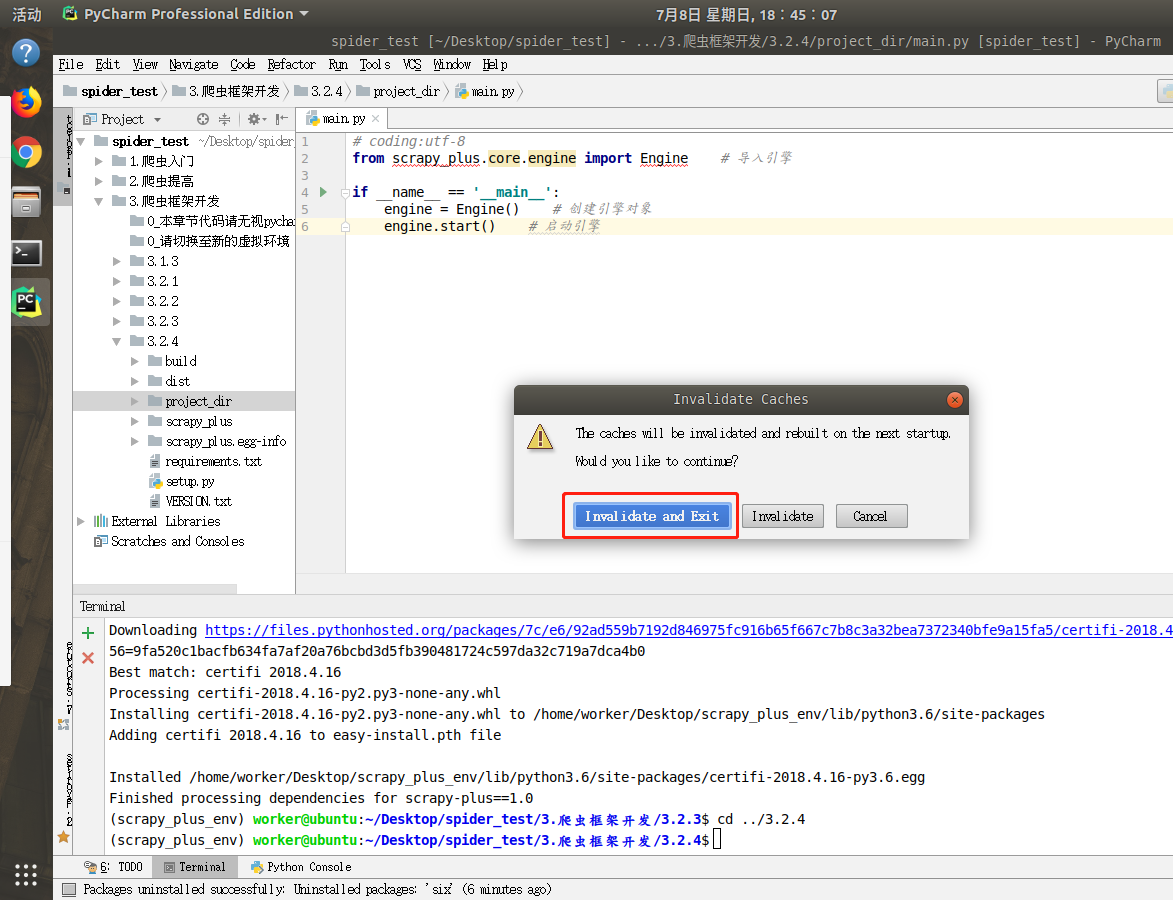 活动 PyCharm Professional Edition 7月8日 星期日, 18：45：07
spider_test [~/Desktop/spider_test] - .../3.爬虫框架开发/3.2.4/project_dir/main.py [spider_test] - PyCharm
File Edit View Navigate Code Refactor Run Tools VCS Window Help
spider_test 3.爬虫框架开发 3.2.4 project_dir main.py
Project
main.py
spider_test ~/Desktop/spider_
1.爬虫入门
2.爬虫提高
3.爬虫框架开发
0_本章节代码请无视pycha
0_请切换至新的虚拟环境
3.1.3
3.2.1
3.2.2
3.2.3
3.2.4
build
dist
project_dir
scrapy_plus
scrapy_plus.egg-info
requirements.txt
setup.py
VERSION.txt
External Libraries
Scratches and Consoles
1 # coding:utf-8
2 from scrapy_plus.core.engine import Engine # 导入引擎
3
4 if __name__ == '__main__':
5 engine = Engine() # 创建引擎对象
6 engine.start() # 启动引擎
Invalidate Caches
The caches will be invalidated and rebuilt on the next startup.
Would you like to continue?
Invalidate and Exit Invalidate Cancel
Terminal
Downloading https://files.pythonhosted.org/packages/7c/e6/92ad559b7192d846975fc916b65f667c7b8c3a32bea7372340bfe9a15fa5/certifi-2018.4
56=9fa520c1bacfb634fa7af20a76bcbd3d5fb390481724c597da32c719a7dca4b0
Best match: certifi 2018.4.16
Processing certifi-2018.4.16-py2.py3-none-any.whl
Installing certifi-2018.4.16-py2.py3-none-any.whl to /home/worker/Desktop/scrapy_plus_env/lib/python3.6/site-packages
Adding certifi 2018.4.16 to easy-install.pth file
Installed /home/worker/Desktop/scrapy_plus_env/lib/python3.6/site-packages/certifi-2018.4.16-py3.6.egg
Finished processing dependencies for scrapy-plus==1.0
(scrapy_plus_env) worker@ubuntu:~/Desktop/spider_test/3.爬虫框架开发/3.2.3$ cd ../3.2.4
(scrapy_plus_env) worker@ubuntu:~/Desktop/spider_test/3.爬虫框架开发/3.2.4$
6: TODO Terminal Python Console
Packages uninstalled successfully: Uninstalled packages: 'six' (6 minutes ago)